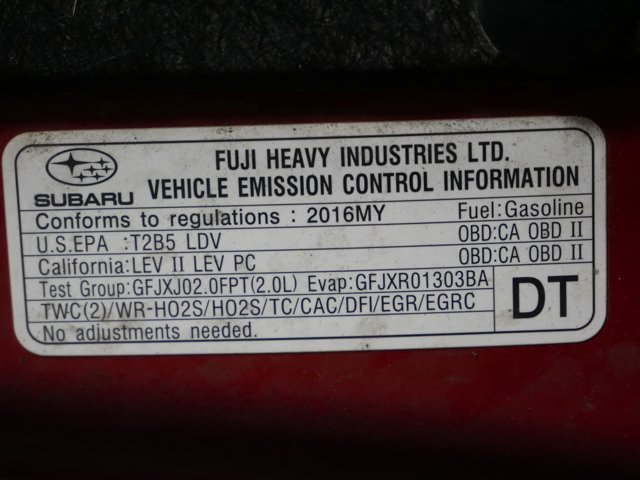 SUBARU
FUJI HEAVY INDUSTRIES LTD.
VEHICLE EMISSION CONTROL INFORMATION
Conforms to regulations : 2016MY Fuel:Gasoline
U.S.EPA :T2B5 LDV OBD:CA OBD II
California:LEV II LEV PC OBD:CA OBD II
Test Group:GFJXJ02.0FPT(2.0L) Evap:GFJXR01303BA
TWC(2)/WR-HO2S/HO2S/TC/CAC/DFI/EGR/EGRC
No adjustments needed.
DT